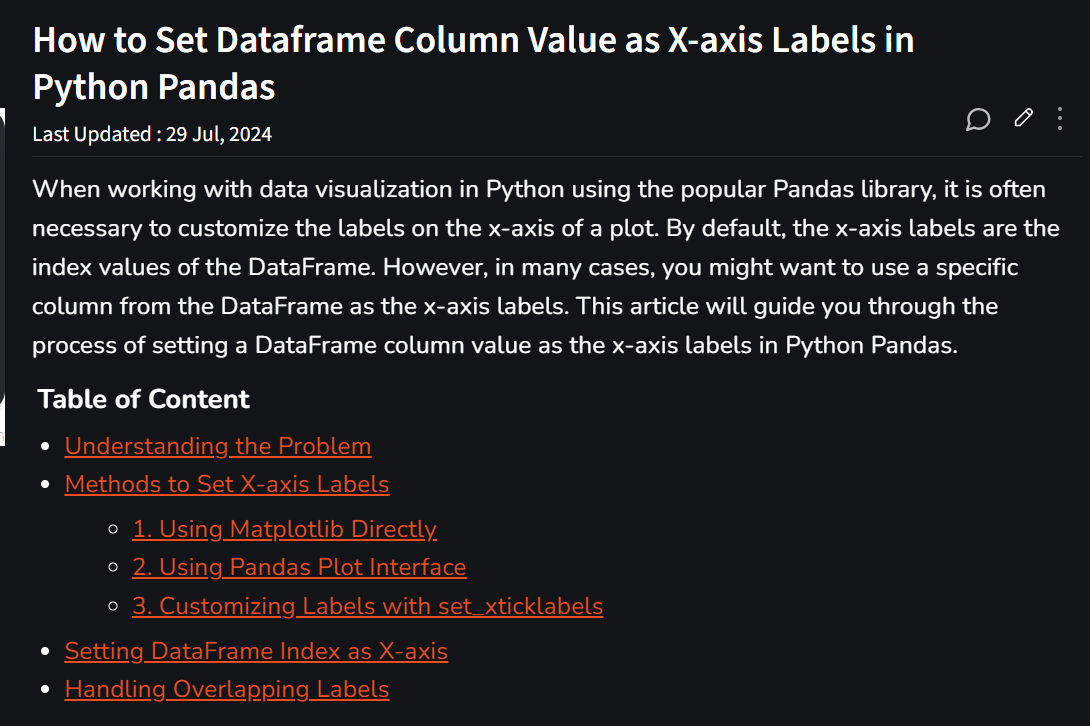 How to Set Dataframe Column Value as X-axis Labels in
Python Pandas
Last Updated : 29 Jul, 2024
When working with data visualization in Python using the popular Pandas library, it is often
necessary to customize the labels on the x-axis of a plot. By default, the x-axis labels are the
index values of the DataFrame. However, in many cases, you might want to use a specific
column from the DataFrame as the x-axis labels. This article will guide you through the
process of setting a DataFrame column value as the x-axis labels in Python Pandas.
Table of Content
Understanding the Problem
Methods to Set X-axis Labels
1. Using Matplotlib Directly
2. Using Pandas Plot Interface
3. Customizing Labels with set_xticklabels
Setting DataFrame Index as X-axis
Handling Overlapping Labels